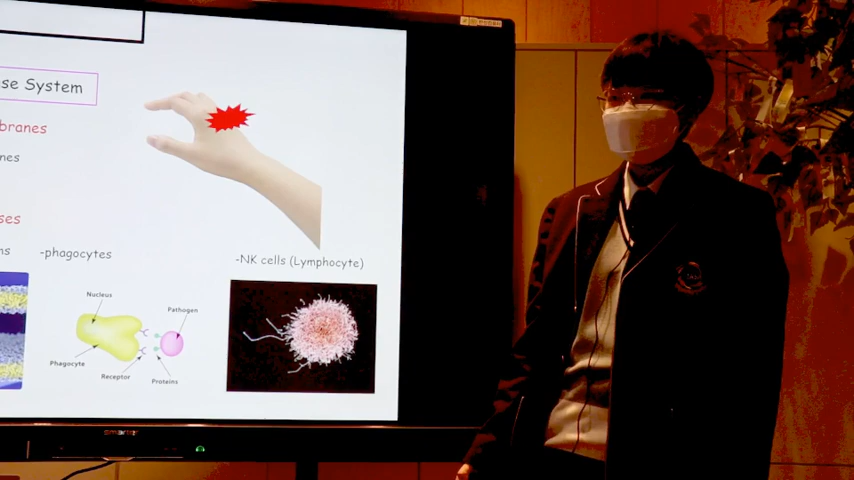 se System
branes
nes
ses
ns
-phagocytes
-NK cells (Lymphocyte)
Nucleus
Pathogen
Phagocyte
Receptor
Proteins